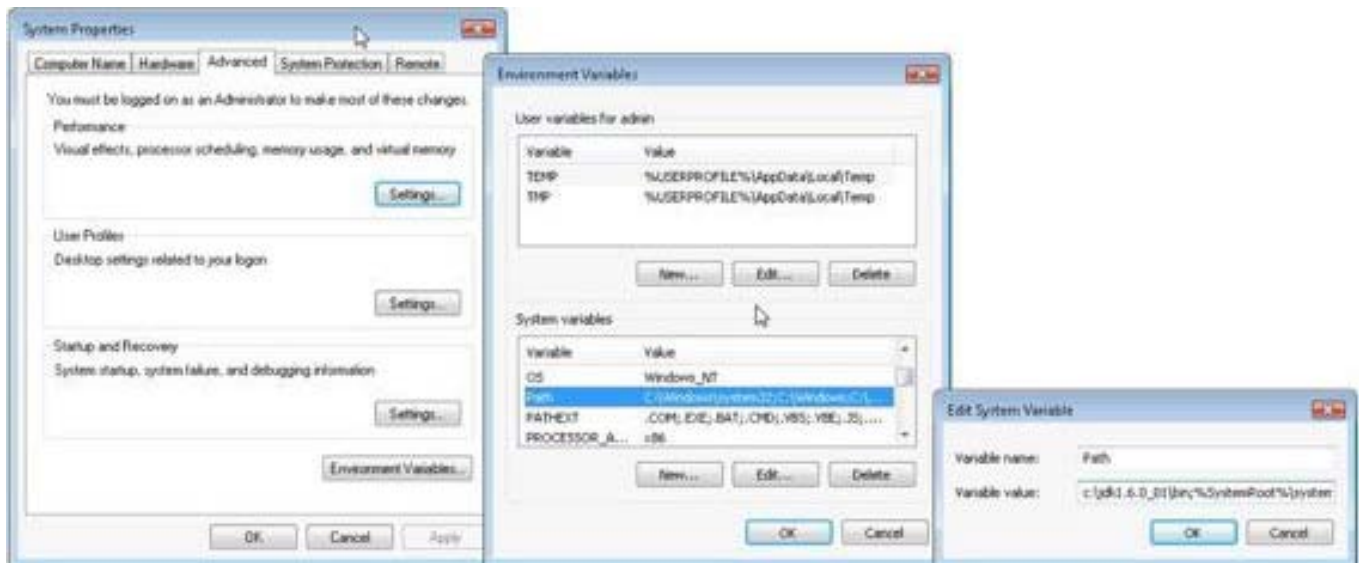 System Properties
Computer Name Hardware Advanced System Protection Remote
You must be logged on as an Administrator to make most of these changes.
Performance
Visual effects, processor scheduling, memory usage, and virtual memory
Settings...
User Profiles
Desktop settings related to your logon
Settings...
Startup and Recovery
System startup, system failure, and debugging information
Settings...
Environment Variables...
OK Cancel Apply
Environment Variables
User variables for admin
Variable Value
TEMP %USERPROFILE%\AppData\Local\Temp
TMP %USERPROFILE%\AppData\Local\Temp
New... Edit... Delete
System variables
Variable Value
OS Windows_NT
Path C:\Windows\system32;C:\Windows;C:\...
PATHEXT .COM;.EXE;.BAT;.CMD;.VBS;.VBE;.JS;....
PROCESSOR_A... x86
New... Edit... Delete
OK Cancel
Edit System Variable
Variable name: Path
Variable value: c:\jdk1.6.0_01\bin;%SystemRoot%\system
OK Cancel